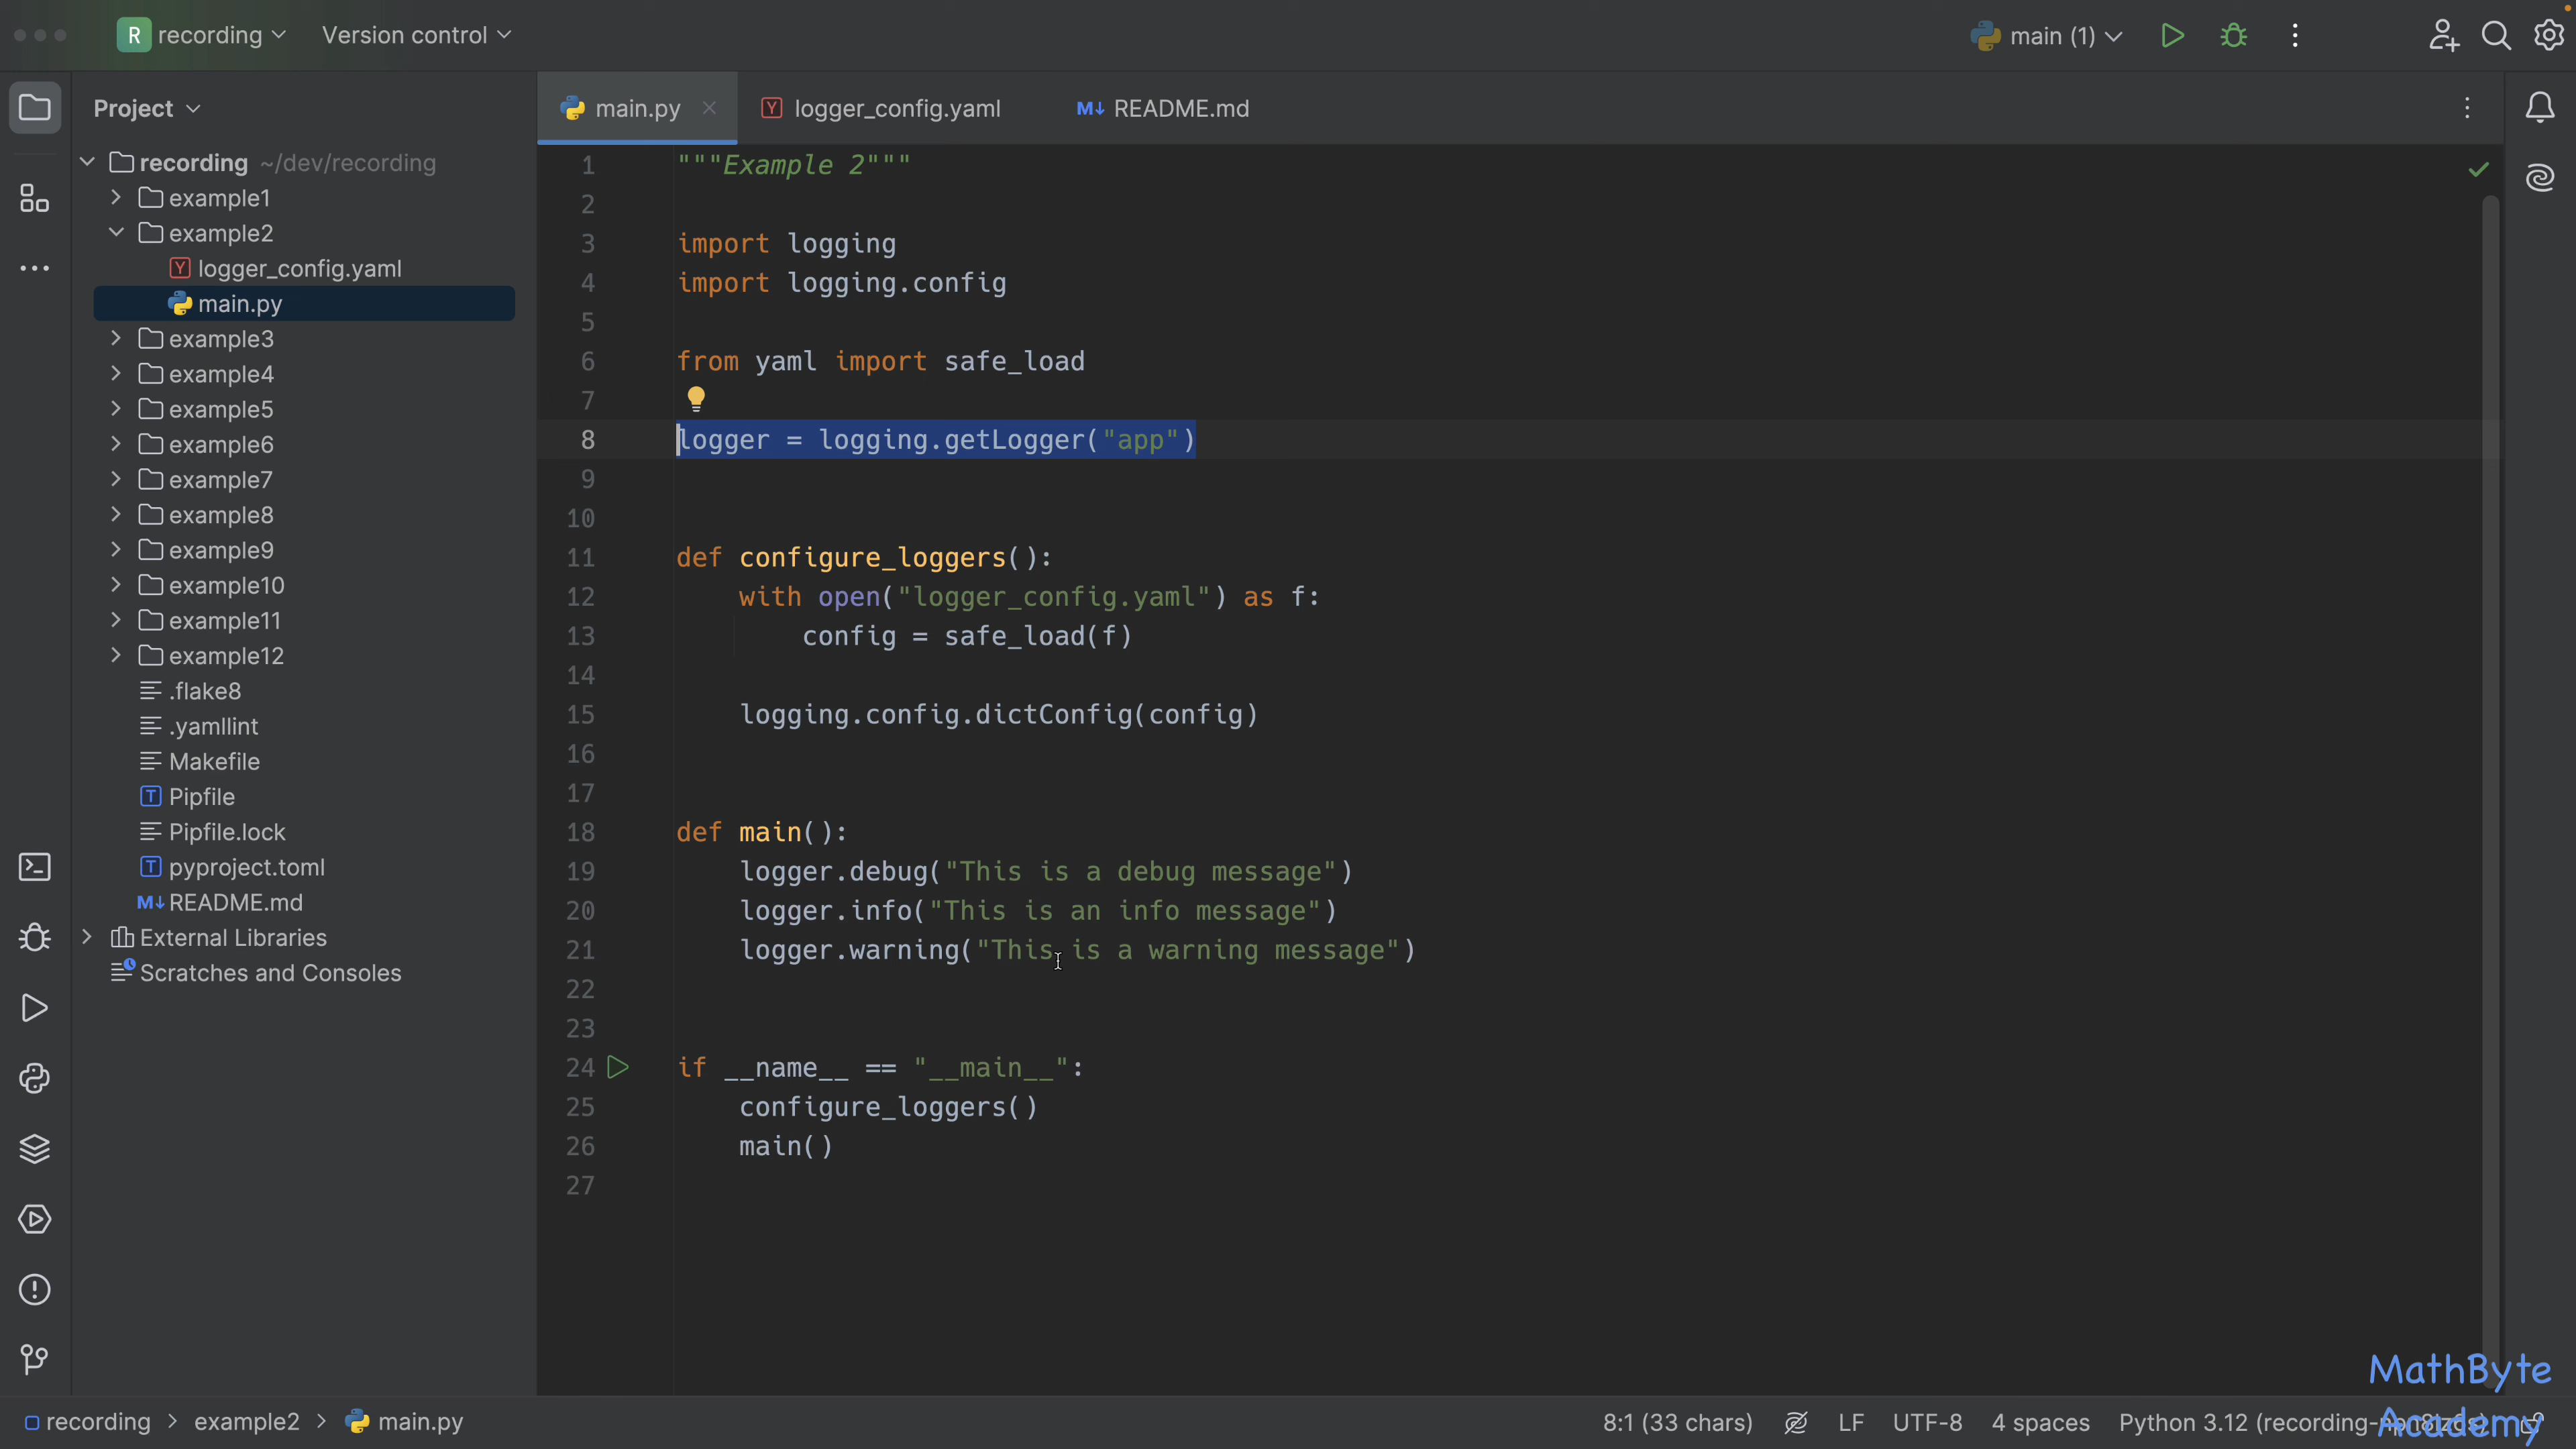 R recording Version control main (1)
Project
main.py logger_config.yaml M↓ README.md
recording ~/dev/recording
example1
example2
Y logger_config.yaml
main.py
example3
example4
example5
example6
example7
example8
example9
example10
example11
example12
.flake8
.yamllint
Makefile
T Pipfile
Pipfile.lock
T pyproject.toml
M↓ README.md
External Libraries
Scratches and Consoles
1 """Example 2"""
2
3 import logging
4 import logging.config
5
6 from yaml import safe_load
7
8 logger = logging.getLogger("app")
9
10
11 def configure_loggers():
12     with open("logger_config.yaml") as f:
13         config = safe_load(f)
14
15     logging.config.dictConfig(config)
16
17
18 def main():
19     logger.debug("This is a debug message")
20     logger.info("This is an info message")
21     logger.warning("This is a warning message")
22
23
24 if __name__ == "__main__":
25     configure_loggers()
26     main()
27
MathByte
Academy
recording > example2 > main.py 8:1 (33 chars) LF UTF-8 4 spaces Python 3.12